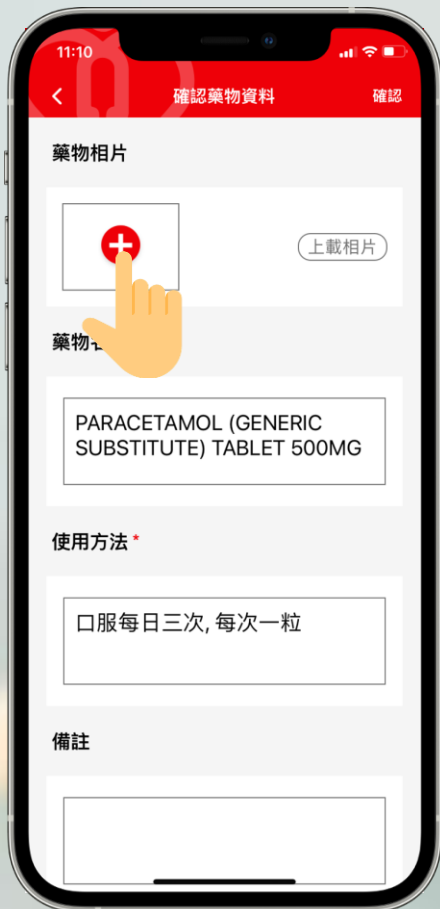 11:10
確認藥物資料
確認
藥物相片
上載相片
藥物
PARACETAMOL (GENERIC
SUBSTITUTE) TABLET 500MG
使用方法*
口服每日三次, 每次一粒
備註